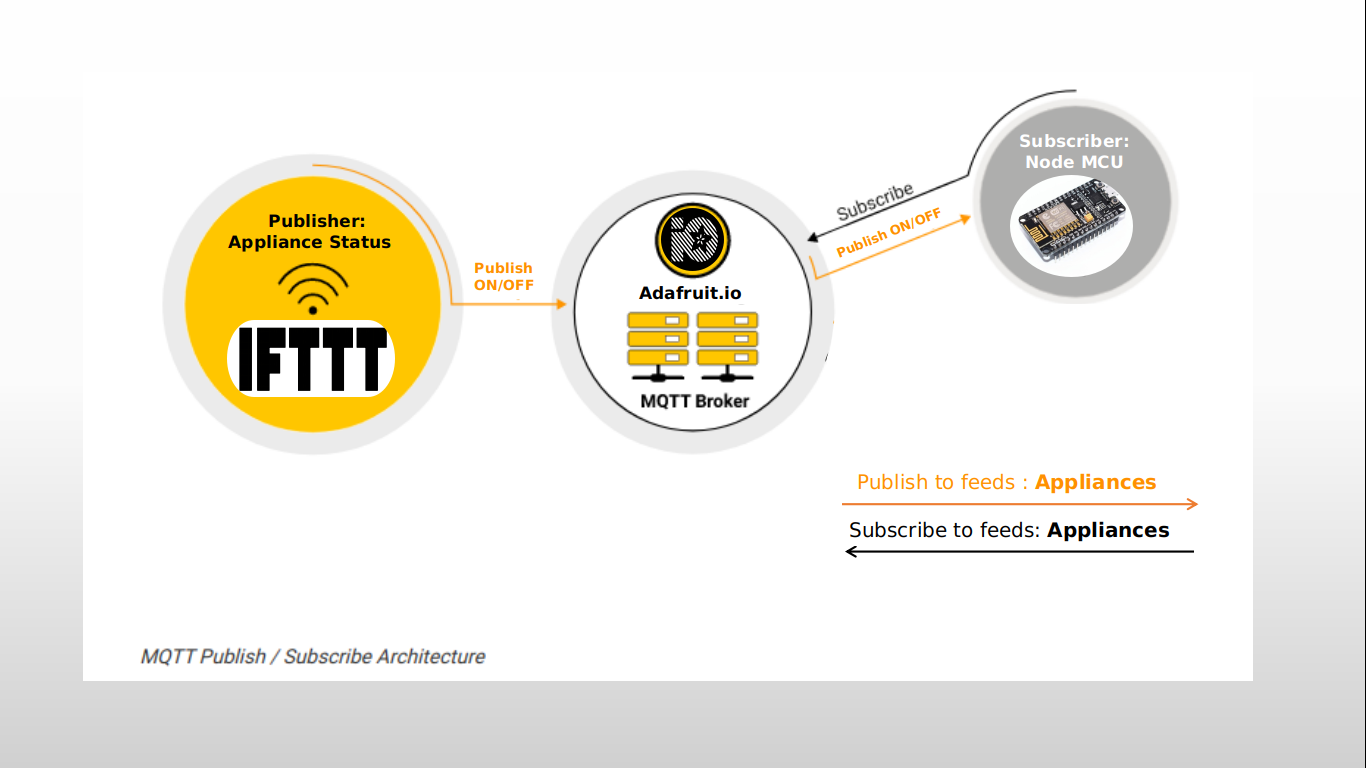 Publisher:
Appliance Status
IFTTT
Publish
ON/OFF
Adafruit.io
MQTT Broker
Subscribe
Publish ON/OFF
Subscriber:
Node MCU
Publish to feeds : Appliances
Subscribe to feeds: Appliances
MQTT Publish / Subscribe Architecture